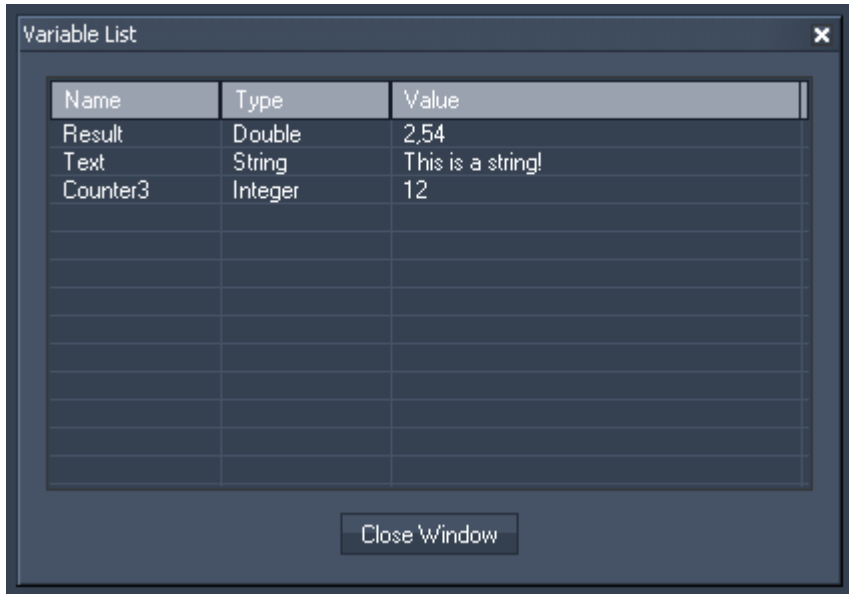 Variable List
Name Type Value
Result Double 2,54
Text String This is a string!
Counter3 Integer 12
Close Window